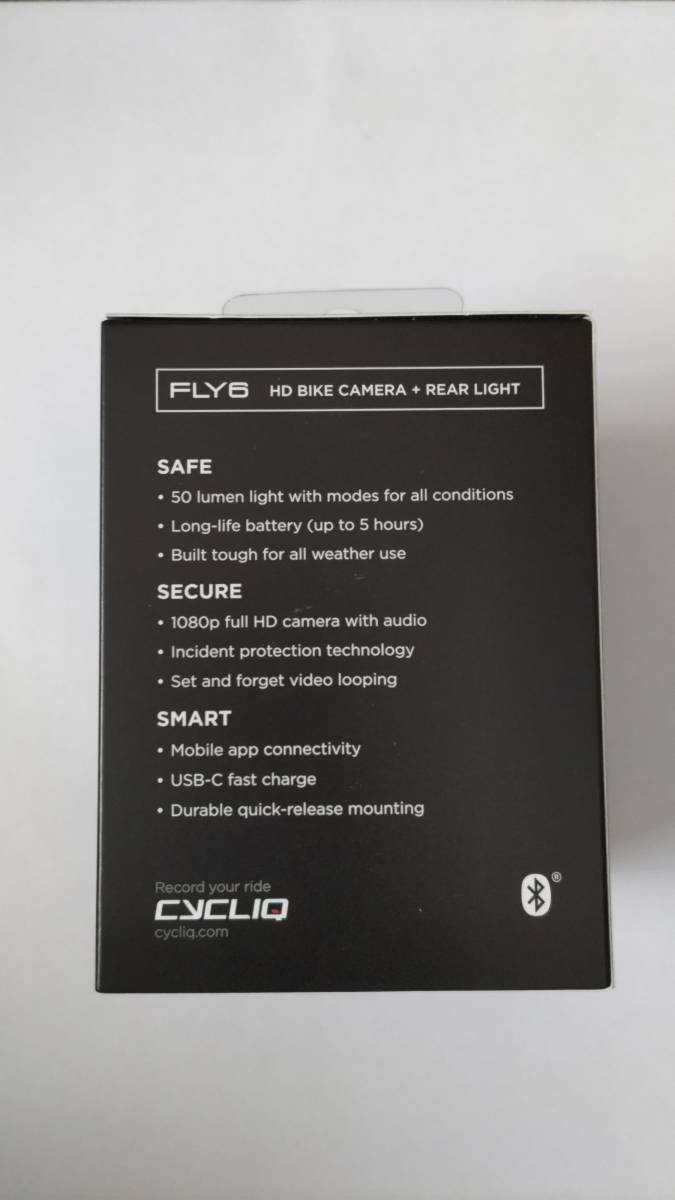 FLY6 HD BIKE CAMERA + REAR LIGHT
SAFE
• 50 lumen light with modes for all conditions
• Long-life battery (up to 5 hours)
• Built tough for all weather use
SECURE
• 1080p full HD camera with audio
• Incident protection technology
• Set and forget video looping
SMART
• Mobile app connectivity
• USB-C fast charge
• Durable quick-release mounting
Record your ride
CYCLIQ
cycliq.com
®